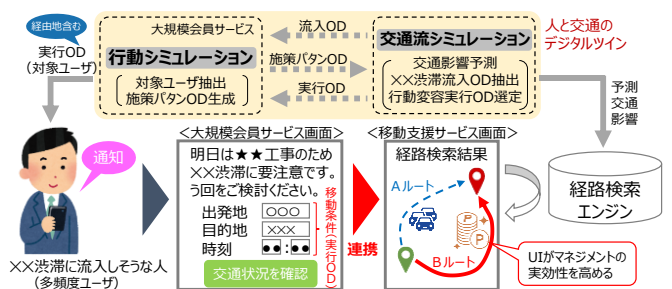 経由地含む
実行OD
(対象ユーザ)
大規模会員サービス
行動シミュレーション
対象ユーザ抽出
施策パタンOD生成
流入OD
施策パタンOD
実行OD
交通流シミュレーション
交通影響予測
××渋滞流入OD抽出
行動変容実行OD選定
人と交通の
デジタルツイン
予測
交通
影響
通知
××渋滞に流入しそうな人
(多頻度ユーザ)
<大規模会員サービス画面>
明日は★★工事のため
××渋滞に要注意です。
う回をご検討ください。
出発地 ○○○
目的地 ×××
時刻 ●●:●●
移動条件(実行OD)
交通状況を確認
連携
<移動支援サービス画面>
経路検索結果
Aルート
P
Bルート
経路検索
エンジン
UIがマネジメントの
実効性を高める